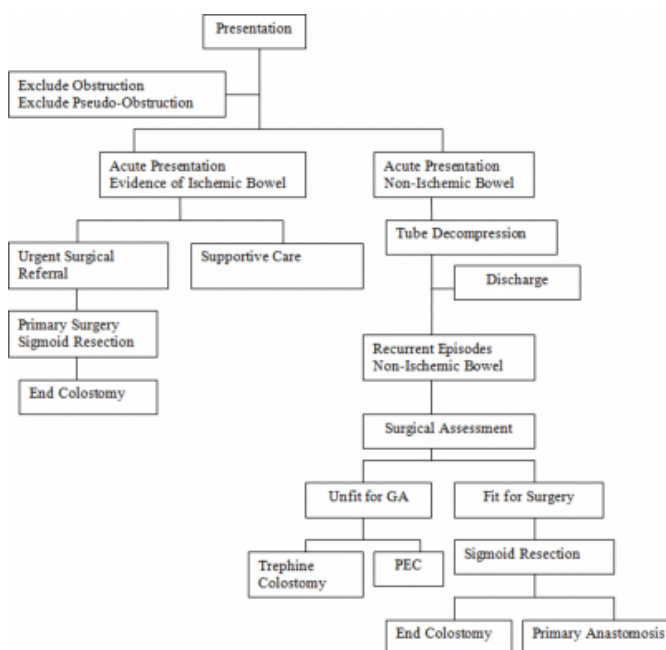 Presentation
Exclude Obstruction
Exclude Pseudo-Obstruction
Acute Presentation
Evidence of Ischemic Bowel
Acute Presentation
Non-Ischemic Bowel
Urgent Surgical
Referral
Supportive Care
Tube Decompression
Discharge
Primary Surgery
Sigmoid Resection
Recurrent Episodes
Non-Ischemic Bowel
End Colostomy
Surgical Assessment
Unfit for GA
Fit for Surgery
Trephine
Colostomy
PEC
Sigmoid Resection
End Colostomy
Primary Anastomosis